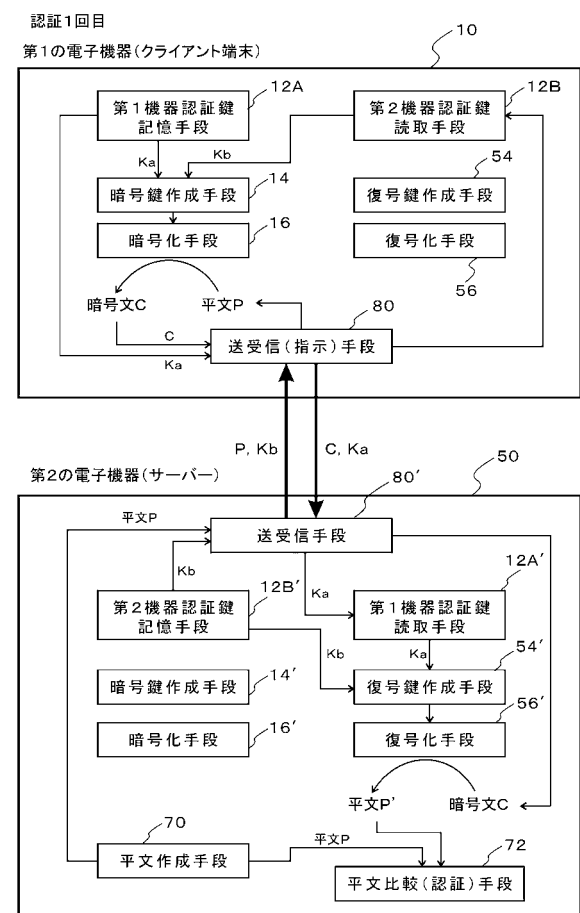 認証1回目
第1の電子機器(クライアント端末)
10
12A
第1機器認証鍵
記憶手段
12B
第2機器認証鍵
読取手段
Ka
Kb
14
暗号鍵作成手段
54
復号鍵作成手段
16
暗号化手段
復号化手段
56
暗号文C
平文P
80
C
送受信(指示)手段
Ka
P, Kb
C, Ka
第2の電子機器(サーバー)
50
80′
平文P
送受信手段
Kb
Ka
12B′
第2機器認証鍵
記憶手段
12A′
第1機器認証鍵
読取手段
Kb
Ka
14′
暗号鍵作成手段
54′
復号鍵作成手段
16′
暗号化手段
56′
復号化手段
平文P'
暗号文C
70
平文作成手段
平文P
72
平文比較(認証)手段